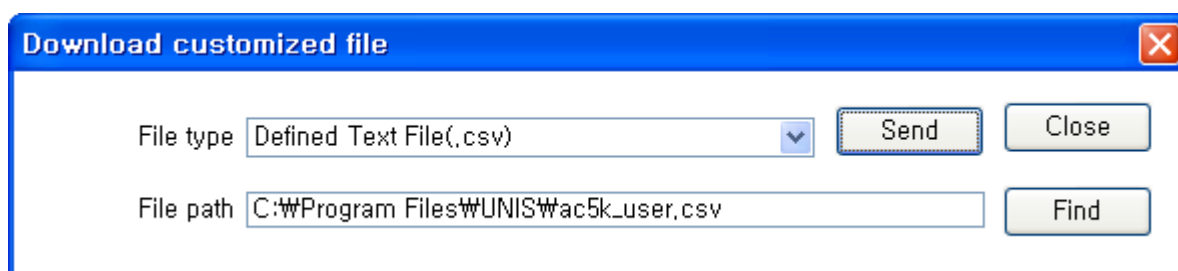 Download customized file
File type Defined Text File(.csv) Send Close
File path C:₩Program Files₩UNIS₩ac5k_user.csv Find